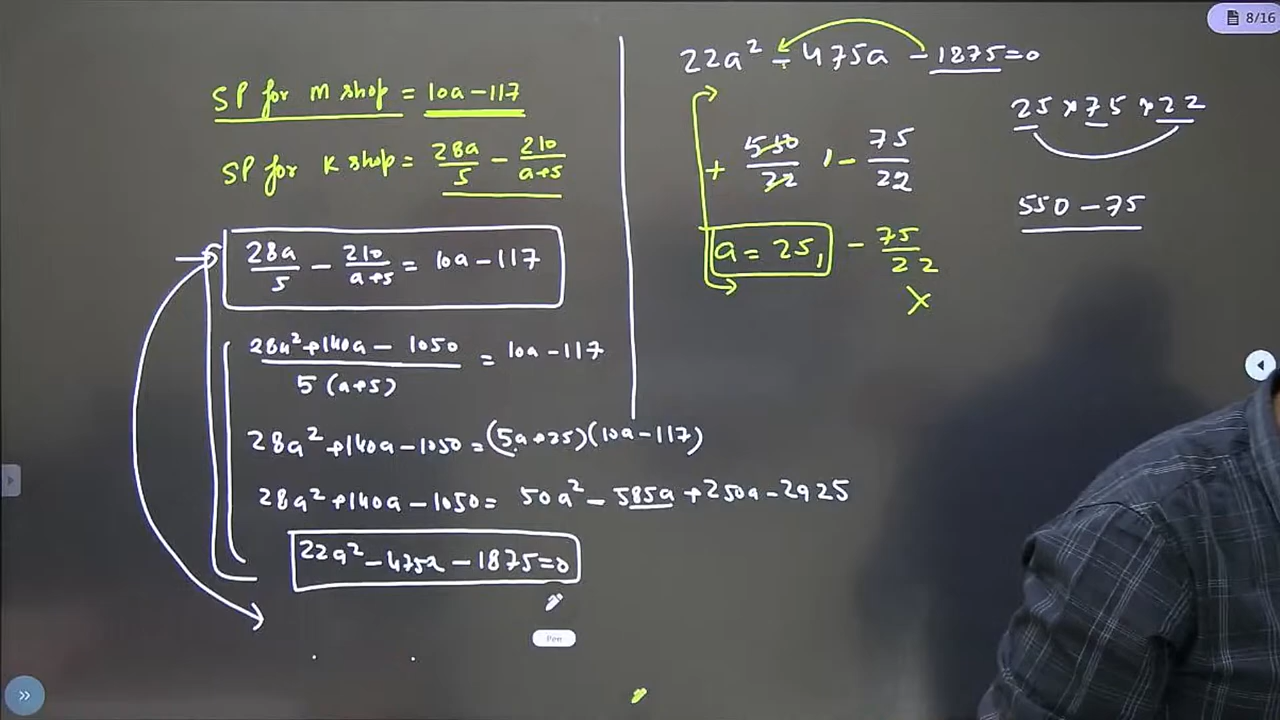 8/16
SP for M shop = 10a-117
SP for K shop = 28a/5 - 210/(a+5)
28a/5 - 210/(a+5) = 10a-117
(28a²+140a-1050)/(5(a+5)) = 10a-117
28a²+140a-1050=(5a+25)(10a-117)
28a²+140a-1050= 50a²-585a+250a-2925
22a²-475a-1875=0
Pen
22a²-475a-1875=0
+ 550/22, - 75/22
a = 25, - 75/22
×
25×75×22
550-75